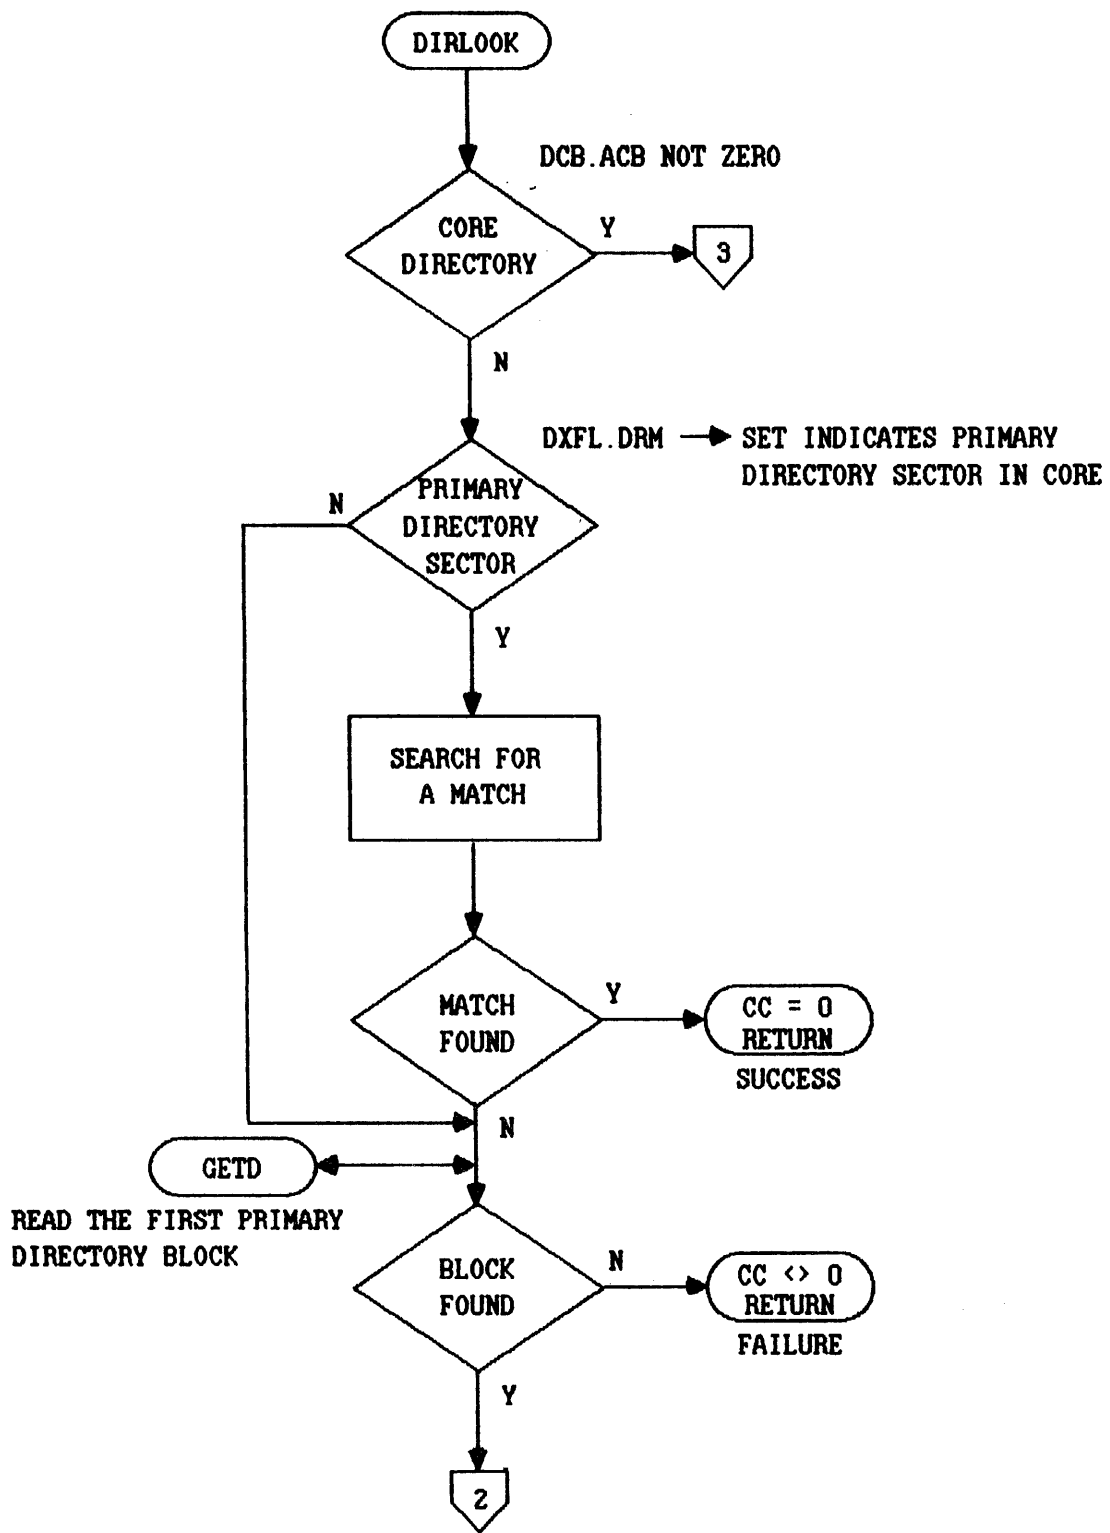 DIRLOOK
DCB.ACB NOT ZERO
CORE
DIRECTORY
Y
3
N
DXFL.DRM
SET INDICATES PRIMARY
DIRECTORY SECTOR IN CORE
PRIMARY
DIRECTORY
SECTOR
N
Y
SEARCH FOR
A MATCH
MATCH
FOUND
Y
CC = 0
RETURN
SUCCESS
N
GETD
READ THE FIRST PRIMARY
DIRECTORY BLOCK
BLOCK
FOUND
N
CC <> 0
RETURN
FAILURE
Y
2